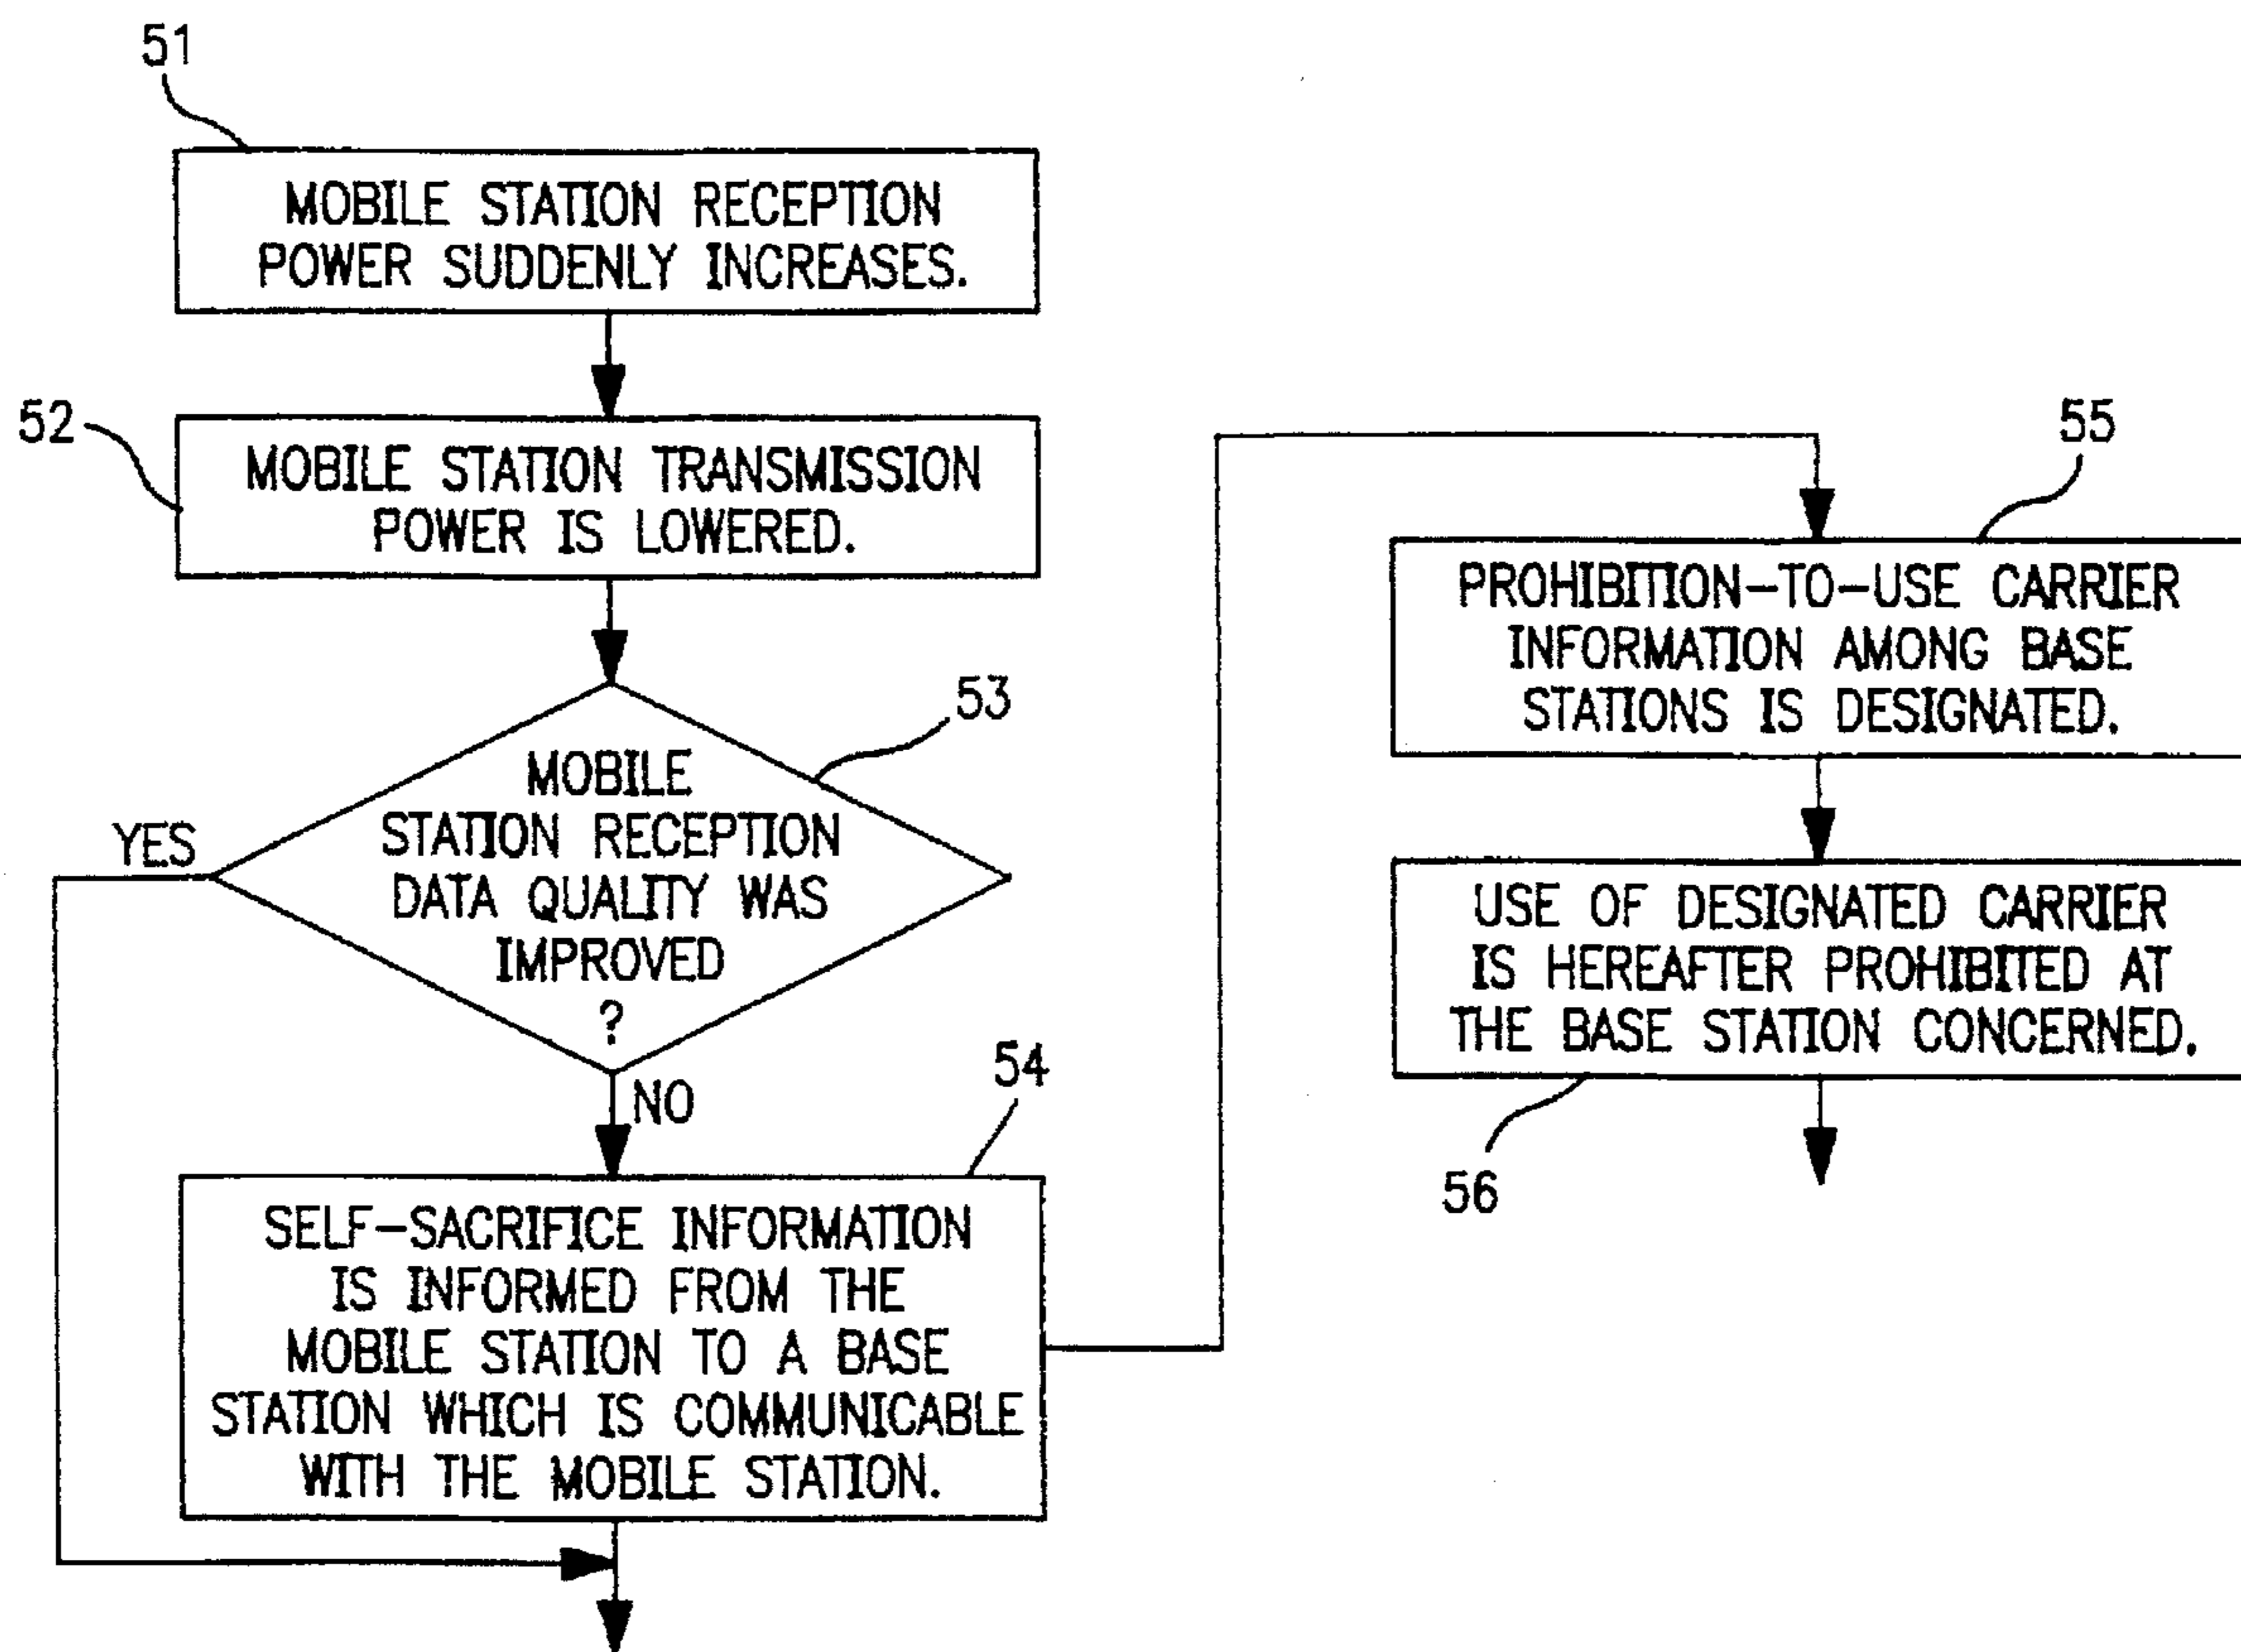 51
MOBILE STATION RECEPTION
POWER SUDDENLY INCREASES.
52
MOBILE STATION TRANSMISSION
POWER IS LOWERED.
53
MOBILE
STATION RECEPTION
DATA QUALITY WAS
IMPROVED
?
YES
NO
54
SELF-SACRIFICE INFORMATION
IS INFORMED FROM THE
MOBILE STATION TO A BASE
STATION WHICH IS COMMUNICABLE
WITH THE MOBILE STATION.
55
PROHIBITION-TO-USE CARRIER
INFORMATION AMONG BASE
STATIONS IS DESIGNATED.
USE OF DESIGNATED CARRIER
IS HEREAFTER PROHIBITED AT
THE BASE STATION CONCERNED.
56